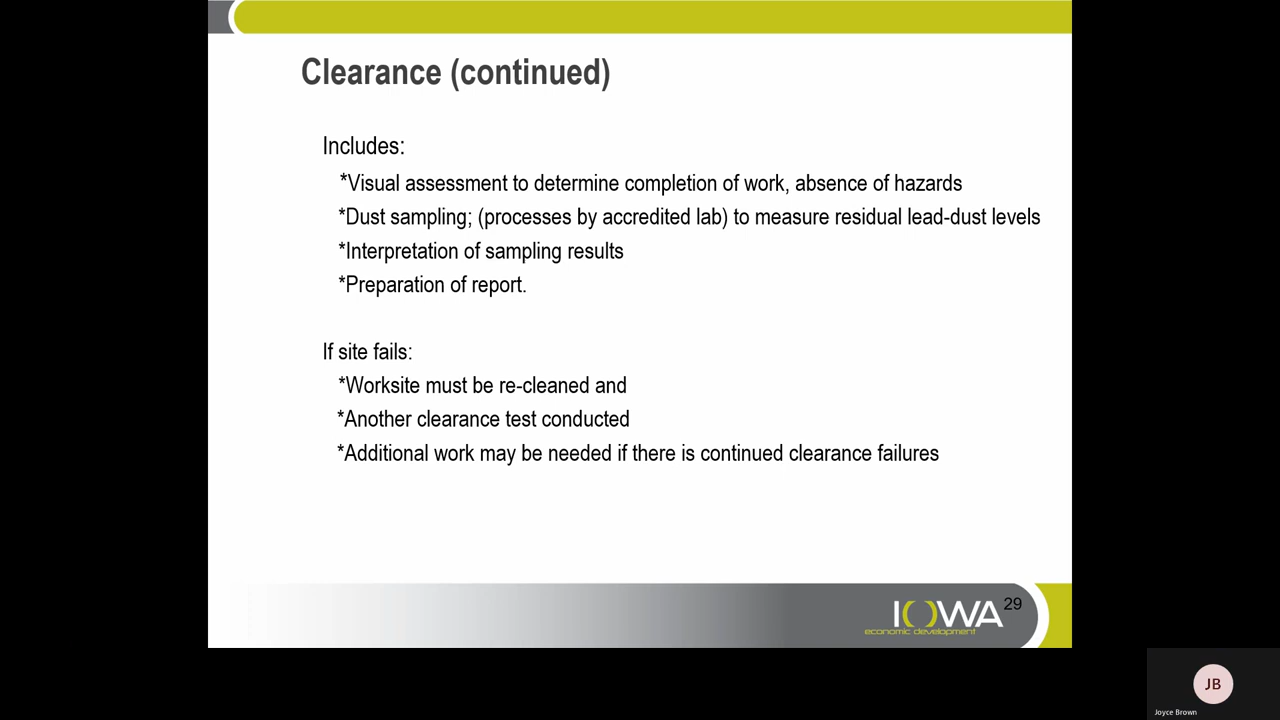 Clearance (continued)
Includes:
*Visual assessment to determine completion of work, absence of hazards
*Dust sampling; (processes by accredited lab) to measure residual lead-dust levels
*Interpretation of sampling results
*Preparation of report.
If site fails:
*Worksite must be re-cleaned and
*Another clearance test conducted
*Additional work may be needed if there is continued clearance failures
IOWA
economic development
29
JB
Joyce Brown